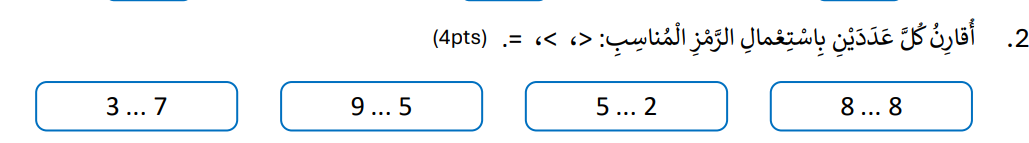 2. أُقارِنُ كُلَّ عَدَدَيْنِ بِاسْتِعْمالِ الرَّمْزِ الْمُناسِبِ: <، >، =. (4pts)
8 ... 8
5 ... 2
9 ... 5
3 ... 7